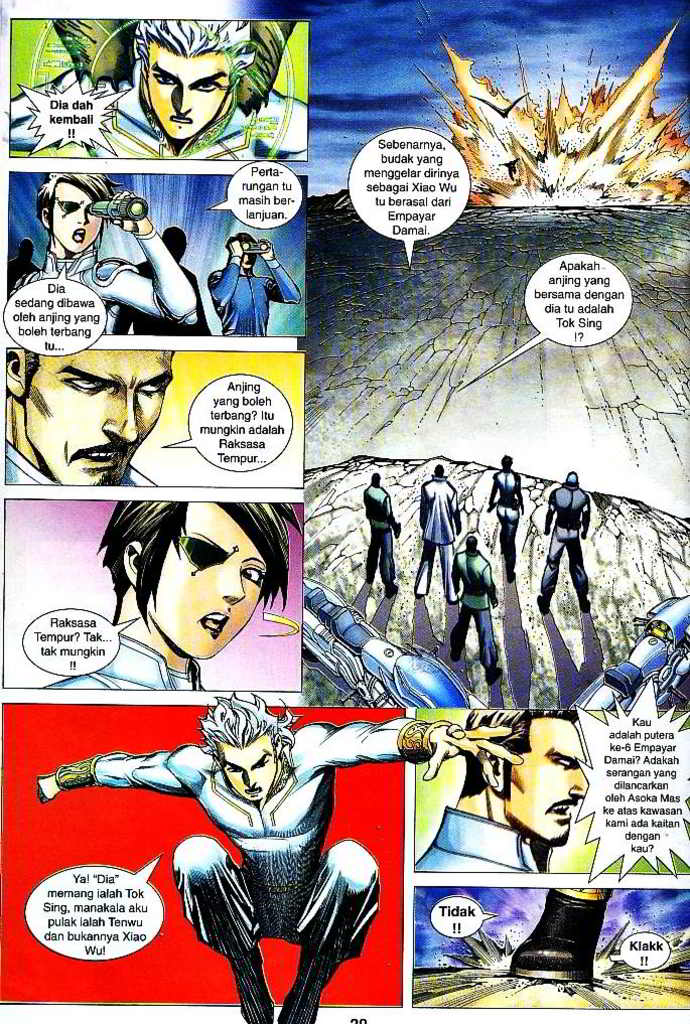 Dia dah
kembali
!!
Perta-
rungan tu
masih ber-
lanjuan.
Dia
sedang dibawa
oleh anjing yang
boleh terbang
tu...
Anjing
yang boleh
terbang? Itu
mungkin adalah
Raksasa
Tempur...
Raksasa
Tempur? Tak...
tak mungkin
!!
Sebenarnya,
budak yang
menggelar dirinya
sebagai Xiao Wu
tu berasal dari
Empayar
Damai.
Apakah
anjing yang
bersama dengan
dia tu adalah
Tok Sing
!?
Ya! "Dia"
memang ialah Tok
Sing, manakala aku
pulak ialah Tenwu
dan bukannya Xiao
Wu!
Kau
adalah putera
ke-6 Empayar
Damai? Adakah
serangan yang
dilancarkan
oleh Asoka Mas
ke atas kawasan
kami ada kaitan
dengan
kau?
Tidak
!!
Klakk
!!